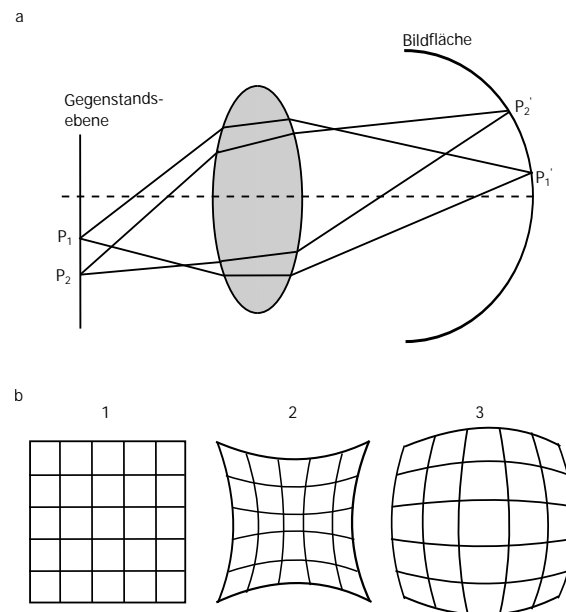 a
Bildfläche
Gegenstands-
ebene
P2'
P1'
P1
P2
b
1 2 3